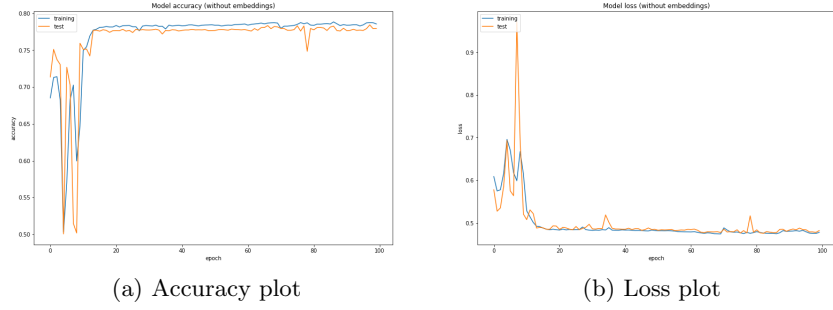 Model accuracy (without embeddings)
training
test
0.80
0.75
0.70
0.65
0.60
0.55
0.50
accuracy
0
20
40
60
80
100
epoch
(a) Accuracy plot
Model loss (without embeddings)
training
test
0.9
0.8
0.7
0.6
0.5
loss
0
20
40
60
80
100
epoch
(b) Loss plot